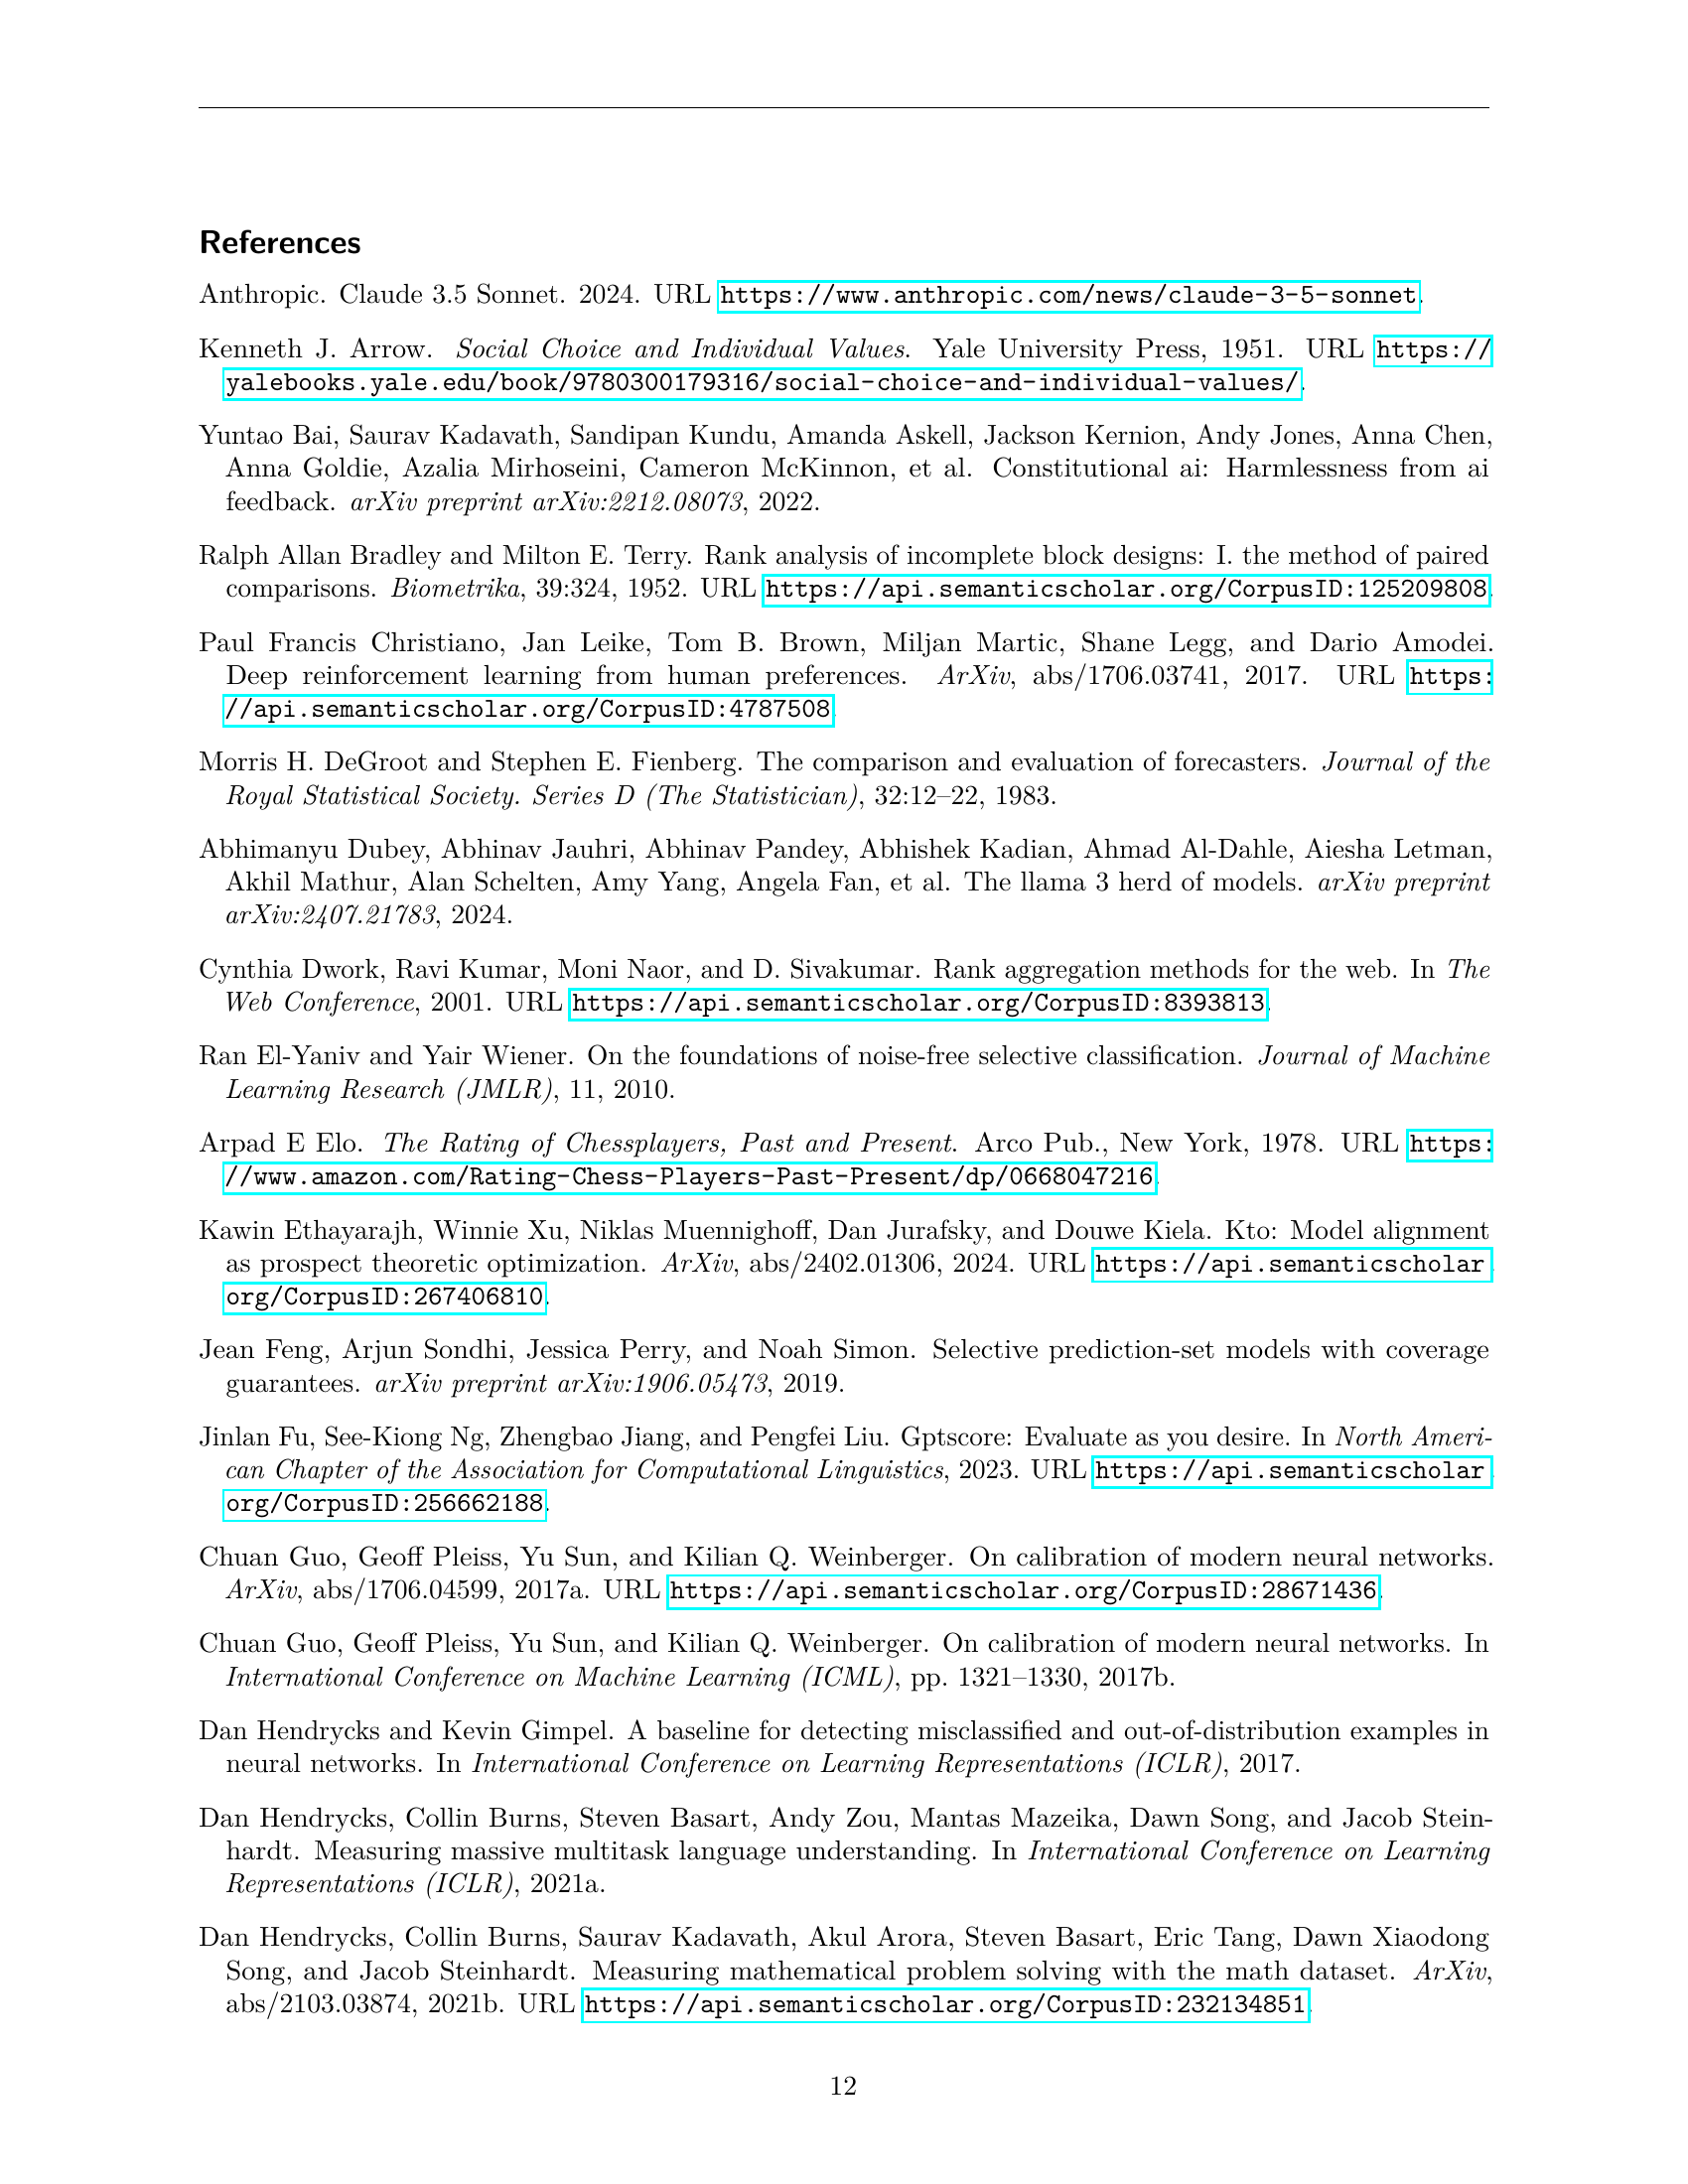 References
Anthropic. Claude 3.5 Sonnet. 2024. URL https://www.anthropic.com/news/claude-3-5-sonnet.
Kenneth J. Arrow. Social Choice and Individual Values. Yale University Press, 1951. URL https://
yalebooks.yale.edu/book/9780300179316/social-choice-and-individual-values/.
Yuntao Bai, Saurav Kadavath, Sandipan Kundu, Amanda Askell, Jackson Kernion, Andy Jones, Anna Chen,
Anna Goldie, Azalia Mirhoseini, Cameron McKinnon, et al. Constitutional ai: Harmlessness from ai
feedback. arXiv preprint arXiv:2212.08073, 2022.
Ralph Allan Bradley and Milton E. Terry. Rank analysis of incomplete block designs: I. the method of paired
comparisons. Biometrika, 39:324, 1952. URL https://api.semanticscholar.org/CorpusID:125209808.
Paul Francis Christiano, Jan Leike, Tom B. Brown, Miljan Martic, Shane Legg, and Dario Amodei.
Deep reinforcement learning from human preferences. ArXiv, abs/1706.03741, 2017. URL https:
//api.semanticscholar.org/CorpusID:4787508.
Morris H. DeGroot and Stephen E. Fienberg. The comparison and evaluation of forecasters. Journal of the
Royal Statistical Society. Series D (The Statistician), 32:12–22, 1983.
Abhimanyu Dubey, Abhinav Jauhri, Abhinav Pandey, Abhishek Kadian, Ahmad Al-Dahle, Aiesha Letman,
Akhil Mathur, Alan Schelten, Amy Yang, Angela Fan, et al. The llama 3 herd of models. arXiv preprint
arXiv:2407.21783, 2024.
Cynthia Dwork, Ravi Kumar, Moni Naor, and D. Sivakumar. Rank aggregation methods for the web. In The
Web Conference, 2001. URL https://api.semanticscholar.org/CorpusID:8393813.
Ran El-Yaniv and Yair Wiener. On the foundations of noise-free selective classification. Journal of Machine
Learning Research (JMLR), 11, 2010.
Arpad E Elo. The Rating of Chessplayers, Past and Present. Arco Pub., New York, 1978. URL https:
//www.amazon.com/Rating-Chess-Players-Past-Present/dp/0668047216.
Kawin Ethayarajh, Winnie Xu, Niklas Muennighoff, Dan Jurafsky, and Douwe Kiela. Kto: Model alignment
as prospect theoretic optimization. ArXiv, abs/2402.01306, 2024. URL https://api.semanticscholar.
org/CorpusID:267406810.
Jean Feng, Arjun Sondhi, Jessica Perry, and Noah Simon. Selective prediction-set models with coverage
guarantees. arXiv preprint arXiv:1906.05473, 2019.
Jinlan Fu, See-Kiong Ng, Zhengbao Jiang, and Pengfei Liu. Gptscore: Evaluate as you desire. In North Ameri-
can Chapter of the Association for Computational Linguistics, 2023. URL https://api.semanticscholar.
org/CorpusID:256662188.
Chuan Guo, Geoff Pleiss, Yu Sun, and Kilian Q. Weinberger. On calibration of modern neural networks.
ArXiv, abs/1706.04599, 2017a. URL https://api.semanticscholar.org/CorpusID:28671436.
Chuan Guo, Geoff Pleiss, Yu Sun, and Kilian Q. Weinberger. On calibration of modern neural networks. In
International Conference on Machine Learning (ICML), pp. 1321–1330, 2017b.
Dan Hendrycks and Kevin Gimpel. A baseline for detecting misclassified and out-of-distribution examples in
neural networks. In International Conference on Learning Representations (ICLR), 2017.
Dan Hendrycks, Collin Burns, Steven Basart, Andy Zou, Mantas Mazeika, Dawn Song, and Jacob Stein-
hardt. Measuring massive multitask language understanding. In International Conference on Learning
Representations (ICLR), 2021a.
Dan Hendrycks, Collin Burns, Saurav Kadavath, Akul Arora, Steven Basart, Eric Tang, Dawn Xiaodong
Song, and Jacob Steinhardt. Measuring mathematical problem solving with the math dataset. ArXiv,
abs/2103.03874, 2021b. URL https://api.semanticscholar.org/CorpusID:232134851.
12